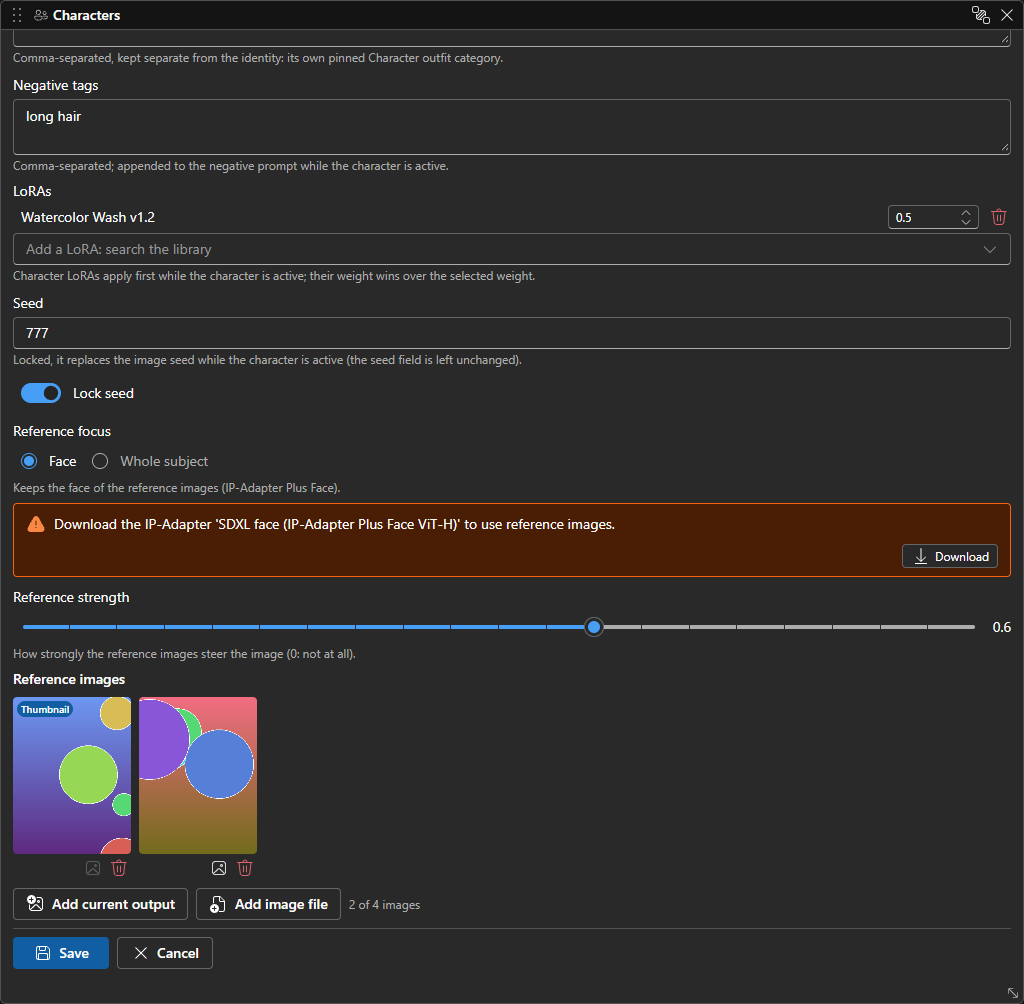 Characters
Comma-separated, kept separate from the identity: its own pinned Character outfit category.
Negative tags
long hair
Comma-separated; appended to the negative prompt while the character is active.
LoRAs
Watercolor Wash v1.2
0.5
Add a LoRA: search the library
Character LoRAs apply first while the character is active; their weight wins over the selected weight.
Seed
777
Locked, it replaces the image seed while the character is active (the seed field is left unchanged).
Lock seed
Reference focus
Face
Whole subject
Keeps the face of the reference images (IP-Adapter Plus Face).
Download the IP-Adapter 'SDXL face (IP-Adapter Plus Face ViT-H)' to use reference images.
Download
Reference strength
0.6
How strongly the reference images steer the image (0: not at all).
Reference images
Thumbnail
Add current output
Add image file
2 of 4 images
Save
Cancel